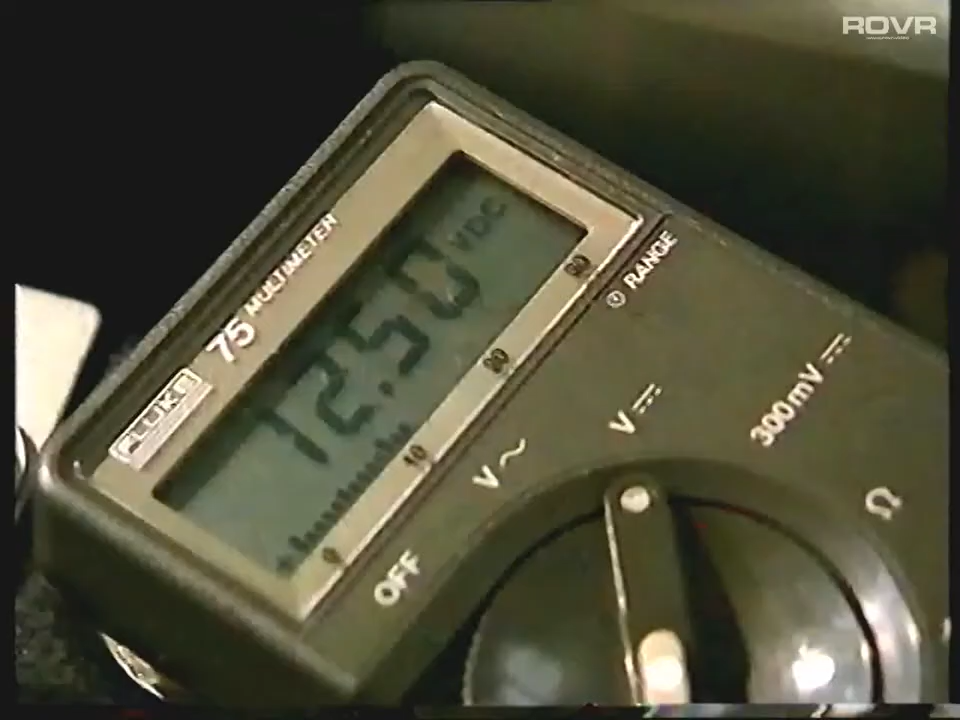 ROVR
FLUKE 75 MULTIMETER
12.50 VDC
0 10 20 30
RANGE
OFF
V~
V⎓
300mV⎓
Ω